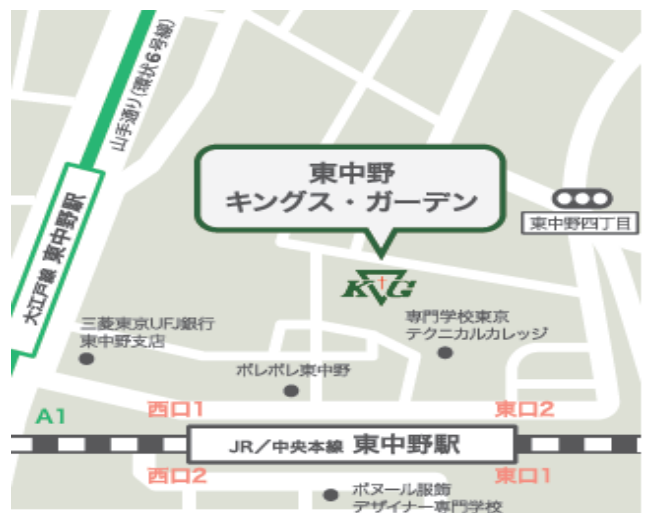 山手通り(環状6号線)
大江戸線 東中野駅
東中野
キングス・ガーデン
東中野四丁目
KG
三菱東京UFJ銀行
東中野支店
専門学校東京
テクニカルカレッジ
ポレポレ東中野
A1
西口1
東口2
JR/中央本線 東中野駅
西口2
東口1
ボヌール服飾
デザイナー専門学校